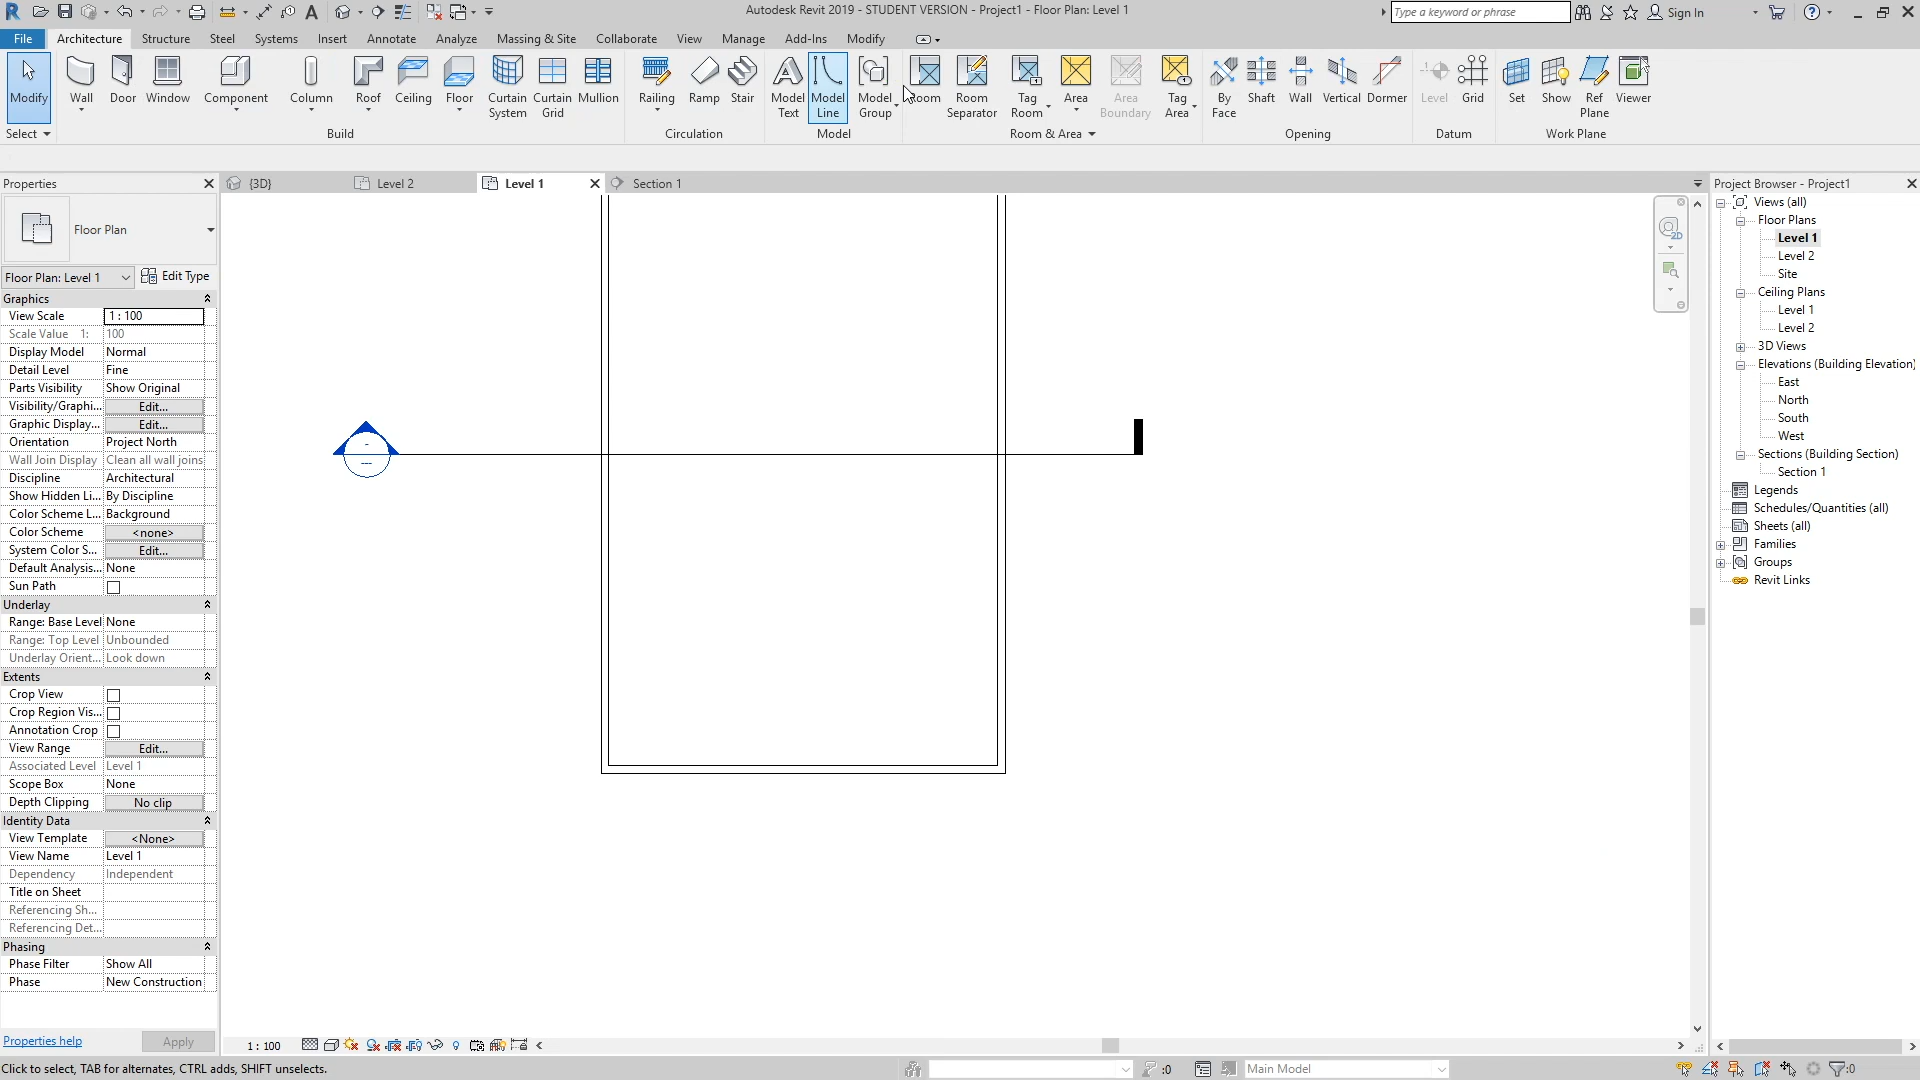 Autodesk Revit 2019 - STUDENT VERSION - Project1 - Floor Plan: Level 1
Type a keyword or phrase
Sign In
File Architecture Structure Steel Systems Insert Annotate Analyze Massing & Site Collaborate View Manage Add-Ins Modify
Modify Wall Door Window Component Column Roof Ceiling Floor Curtain System Curtain Grid Mullion Railing Ramp Stair Model Text Model Line Model Group Room Room Separator Tag Room Area Area Boundary Tag Area By Face Shaft Wall Vertical Dormer Level Grid Set Show Ref Plane Viewer
Select Build Circulation Model Room & Area Opening Datum Work Plane
Properties
{3D} Level 2 Level 1 Section 1
Project Browser - Project1
Floor Plan
Floor Plan: Level 1 Edit Type
Graphics
View Scale 1 : 100
Scale Value 1: 100
Display Model Normal
Detail Level Fine
Parts Visibility Show Original
Visibility/Graphi... Edit...
Graphic Display... Edit...
Orientation Project North
Wall Join Display Clean all wall joins
Discipline Architectural
Show Hidden Li... By Discipline
Color Scheme L... Background
Color Scheme <none>
System Color S... Edit...
Default Analysis... None
Sun Path
Underlay
Range: Base Level None
Range: Top Level Unbounded
Underlay Orient... Look down
Extents
Crop View
Crop Region Vis...
Annotation Crop
View Range Edit...
Associated Level Level 1
Scope Box None
Depth Clipping No clip
Identity Data
View Template <None>
View Name Level 1
Dependency Independent
Title on Sheet
Referencing Sh...
Referencing Det...
Phasing
Phase Filter Show All
Phase New Construction
Properties help Apply
2D
Views (all)
Floor Plans
Level 1
Level 2
Site
Ceiling Plans
Level 1
Level 2
3D Views
Elevations (Building Elevation)
East
North
South
West
Sections (Building Section)
Section 1
Legends
Schedules/Quantities (all)
Sheets (all)
Families
Groups
Revit Links
1 : 100
Click to select, TAB for alternates, CTRL adds, SHIFT unselects.
:0
Main Model
:0